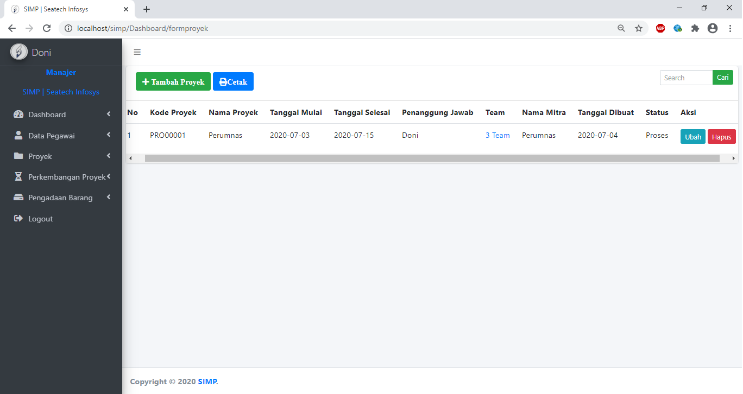 SIMP | Seatech Infosys
localhost/simp/Dashboard/formproyek
Doni
Manajer
SIMP | Seatech Infosys
Dashboard
Data Pegawai
Proyek
Perkembangan Proyek
Pengadaan Barang
Logout
Tambah Proyek Cetak
Search Cari
No Kode Proyek Nama Proyek Tanggal Mulai Tanggal Selesai Penanggung Jawab Team Nama Mitra Tanggal Dibuat Status Aksi
1 PRO00001 Perumnas 2020-07-03 2020-07-15 Doni 3 Team Perumnas 2020-07-04 Proses Ubah Hapus
Copyright © 2020 SIMP.